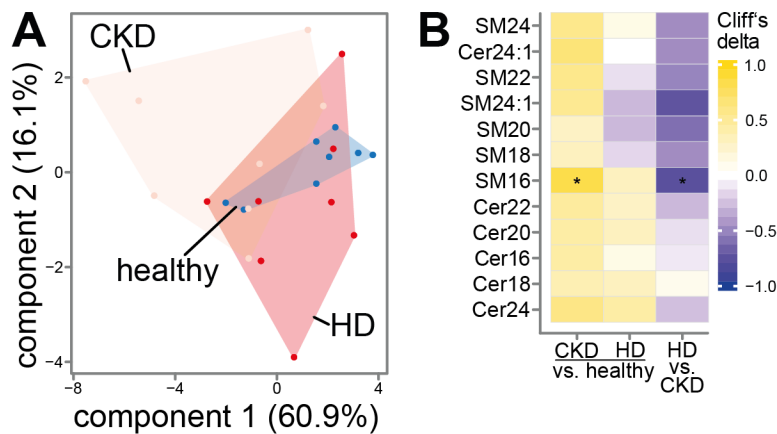 A
CKD
healthy
HD
component 2 (16.1%)
2
0
−2
−4
−8
−4
0
4
component 1 (60.9%)
B
SM24
Cer24:1
SM22
SM24:1
SM20
SM18
SM16
Cer22
Cer20
Cer16
Cer18
Cer24
*
*
CKD HD
vs. healthy
HD
vs.
CKD
Cliff's
delta
1.0
0.5
0.0
−0.5
−1.0